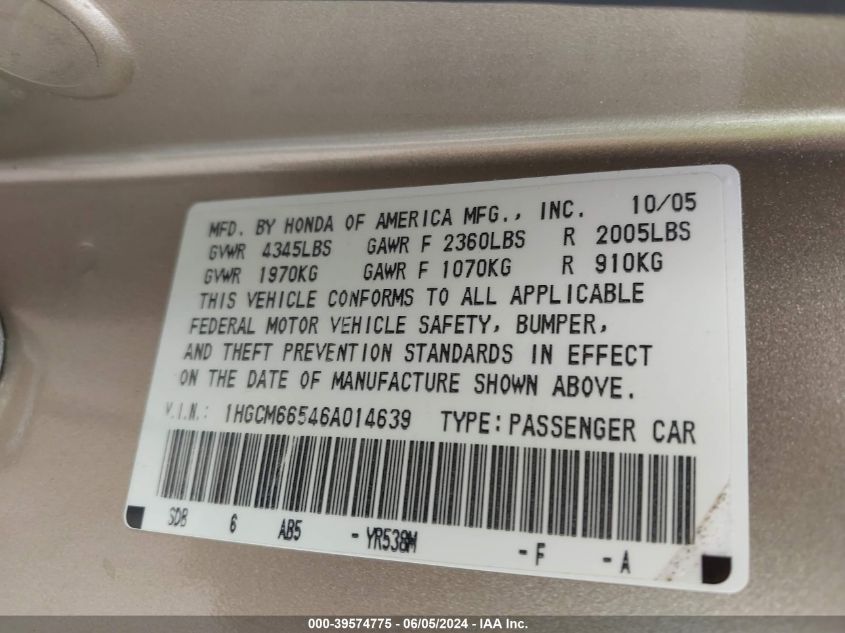 MFD. BY HONDA OF AMERICA MFG., INC. 10/05
GVWR 4345LBS GAWR F 2360LBS R 2005LBS
GVWR 1970KG GAWR F 1070KG R 910KG
THIS VEHICLE CONFORMS TO ALL APPLICABLE
FEDERAL MOTOR VEHICLE SAFETY, BUMPER,
AND THEFT PREVENTION STANDARDS IN EFFECT
ON THE DATE OF MANUFACTURE SHOWN ABOVE.
V.I.N.: 1HGCM66546A014639 TYPE: PASSENGER CAR
SDB 6 AB5 - YR538M - F - A
000-39574775 - 06/05/2024 - IAA Inc.